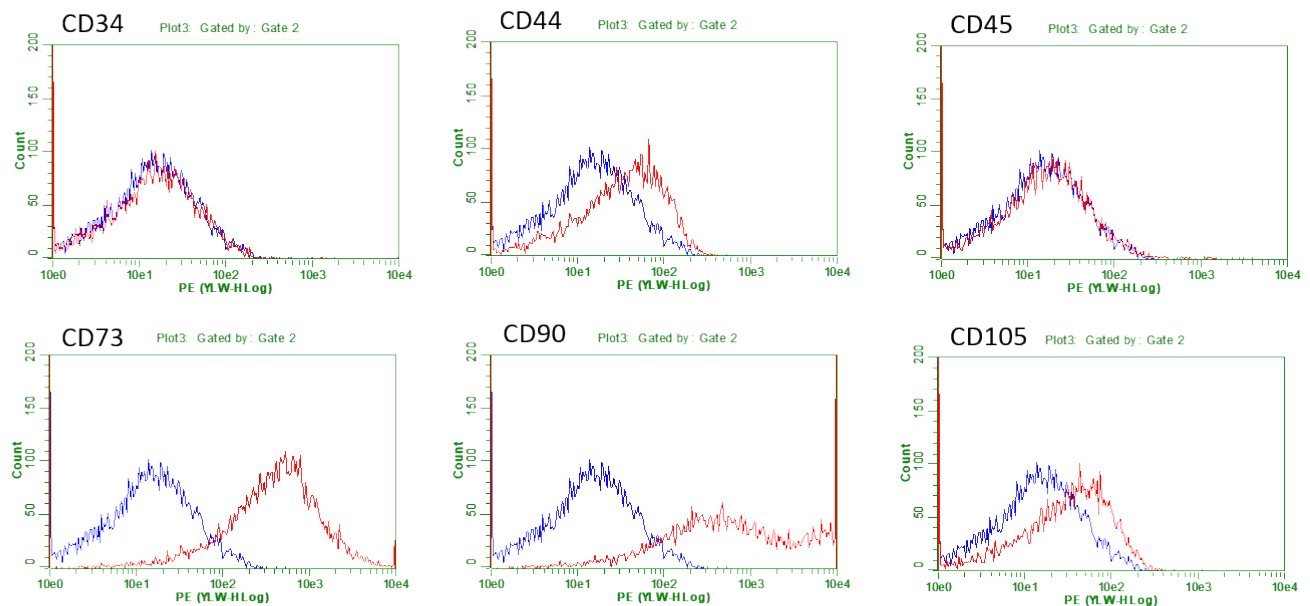 CD34
Plot3: Gated by: Gate 2
200
150
100
50
0
Count
10e0 10e1 10e2 10e3 10e4
PE (YLW-HLog)
CD44
Plot3: Gated by: Gate 2
200
150
100
50
0
Count
10e0 10e1 10e2 10e3 10e4
PE (YLW-HLog)
CD45
Plot3: Gated by: Gate 2
200
150
100
50
0
Count
10e0 10e1 10e2 10e3 10e4
PE (YLW-HLog)
CD73
Plot3: Gated by: Gate 2
200
150
100
50
0
Count
10e0 10e1 10e2 10e3 10e4
PE (YLW-HLog)
CD90
Plot3: Gated by: Gate 2
200
150
100
50
0
Count
10e0 10e1 10e2 10e3 10e4
PE (YLW-HLog)
CD105
Plot3: Gated by: Gate 2
200
150
100
50
0
Count
10e0 10e1 10e2 10e3 10e4
PE (YLW-HLog)